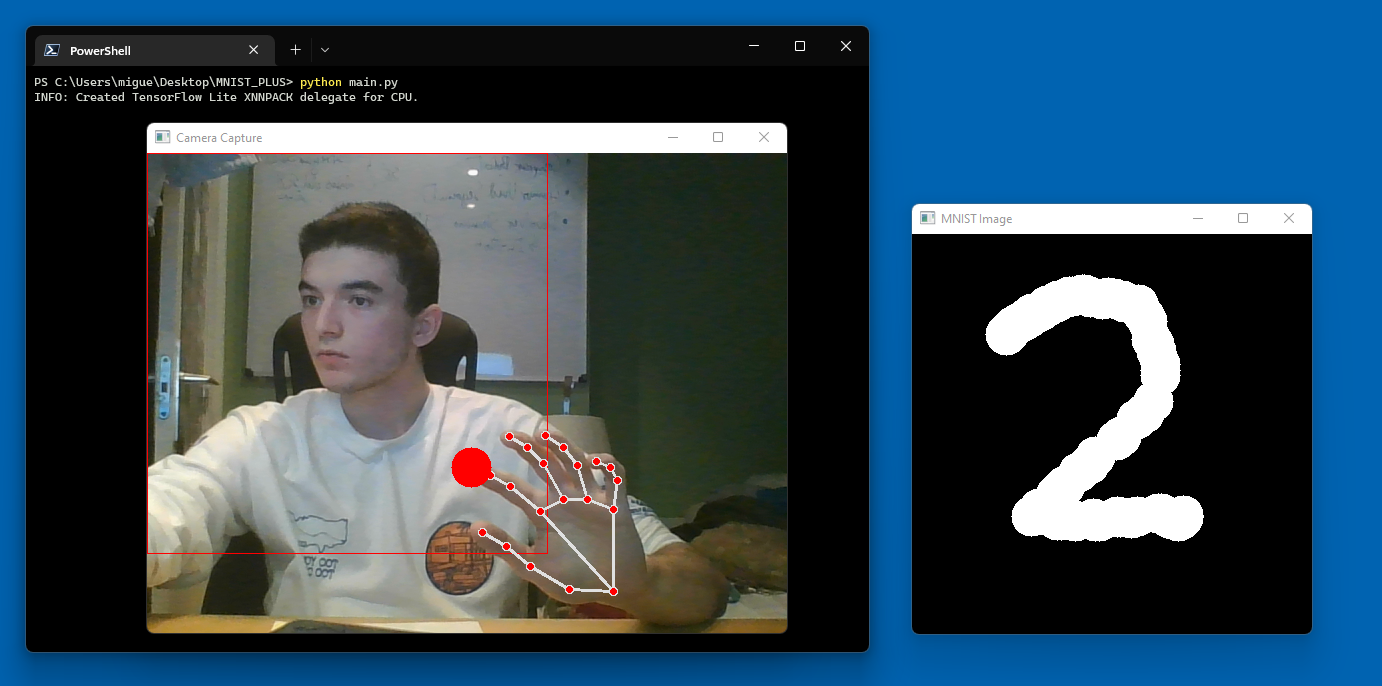 PowerShell
PS C:\Users\migue\Desktop\MNIST_PLUS> python main.py
INFO: Created TensorFlow Lite XNNPACK delegate for CPU.
Camera Capture
MNIST Image
2